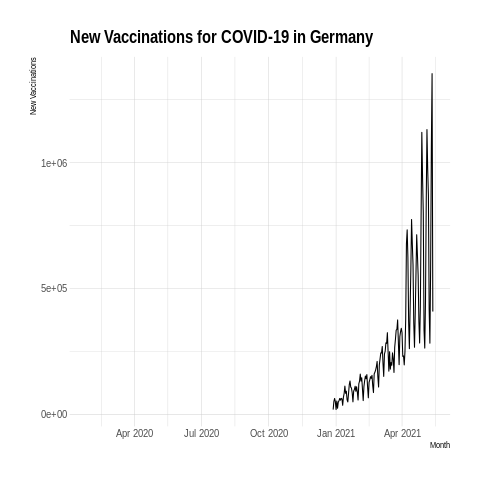 New Vaccinations for COVID-19 in Germany
New Vaccinations
1e+06
5e+05
0e+00
Apr 2020 Jul 2020 Oct 2020 Jan 2021 Apr 2021
Month